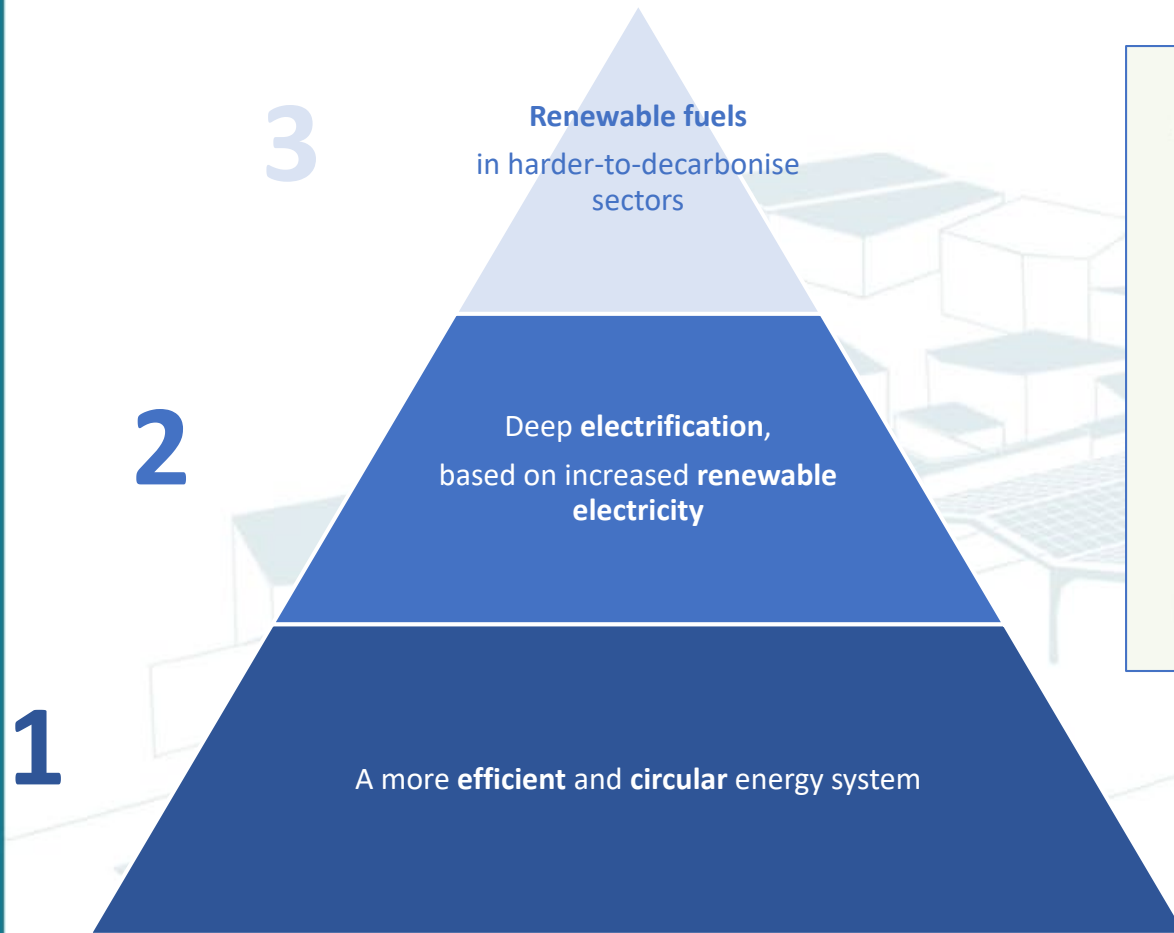 3
Renewable fuels
in harder-to-decarbonise
sectors
2
Deep electrification,
based on increased renewable
electricity
1
A more efficient and circular energy system